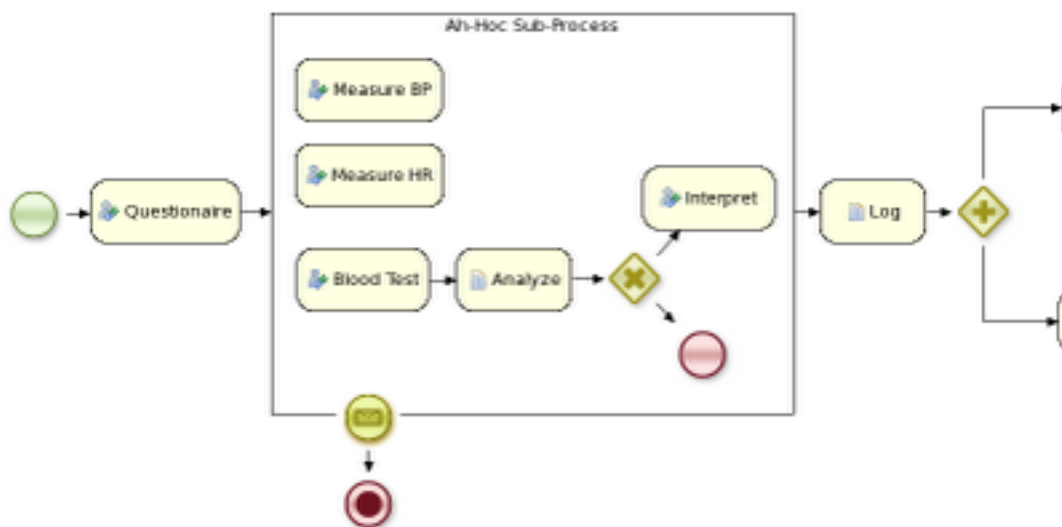 Ah-Hoc Sub-Process
Measure BP
Measure HR
Questionaire
Interpret
Log
Blood Test
Analyze